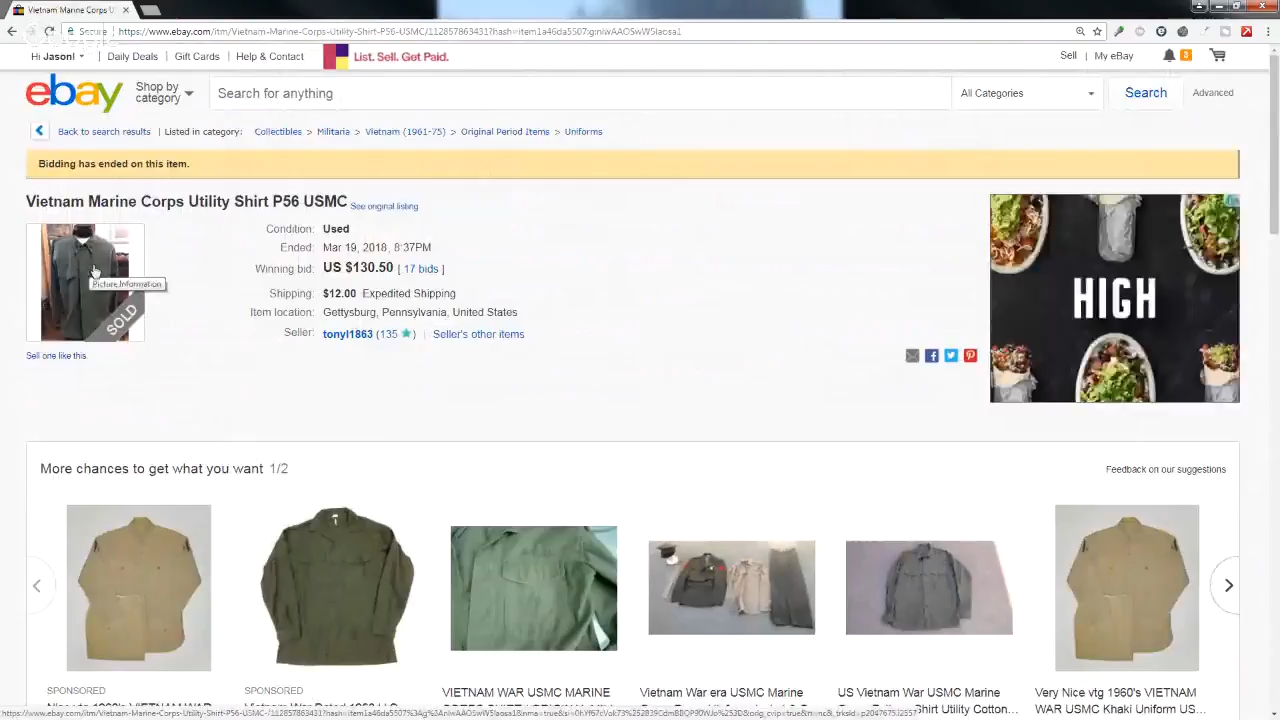 Vietnam Marine Corps U
Secure
https://www.ebay.com/itm/Vietnam-Marine-Corps-Utility-Shirt-P56-USMC-/112857863431?hash=item1a46da5507:g:nIwAAOSwW5iaosa1
Hi Jason! Daily Deals Gift Cards Help & Contact List. Sell. Get Paid. Sell My eBay 3
ebay Shop by category Search for anything All Categories Search Advanced
Back to search results | Listed in category: Collectibles > Militaria > Vietnam (1961-75) > Original Period Items > Uniforms
Bidding has ended on this item.
Vietnam Marine Corps Utility Shirt P56 USMC See original listing
Condition: Used
Ended: Mar 19, 2018 , 8:37PM
Winning bid: US $130.50 [ 17 bids ]
Picture Information
Shipping: $12.00 Expedited Shipping
Item location: Gettysburg, Pennsylvania, United States
SOLD
Seller: tonyl1863 (135 ) | Seller's other items
Sell one like this.
HIGH
More chances to get what you want 1/2 Feedback on our suggestions
SPONSORED SPONSORED VIETNAM WAR USMC MARINE Vietnam War era USMC Marine US Vietnam War USMC Marine Very Nice vtg 1960's VIETNAM